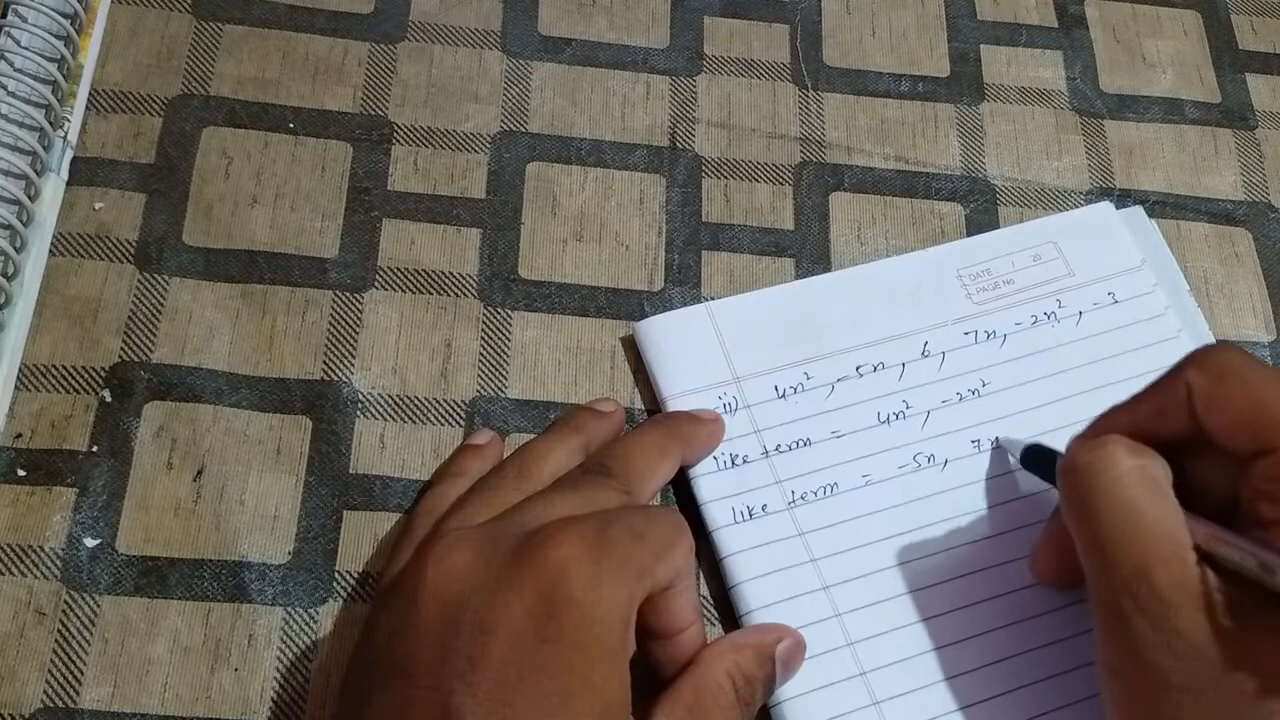 DATE: / 20
PAGE No
ii) 4n², -5n, 6, 7n, -2n², -3
like term = 4n², -2n²
like term = -5n, 7n